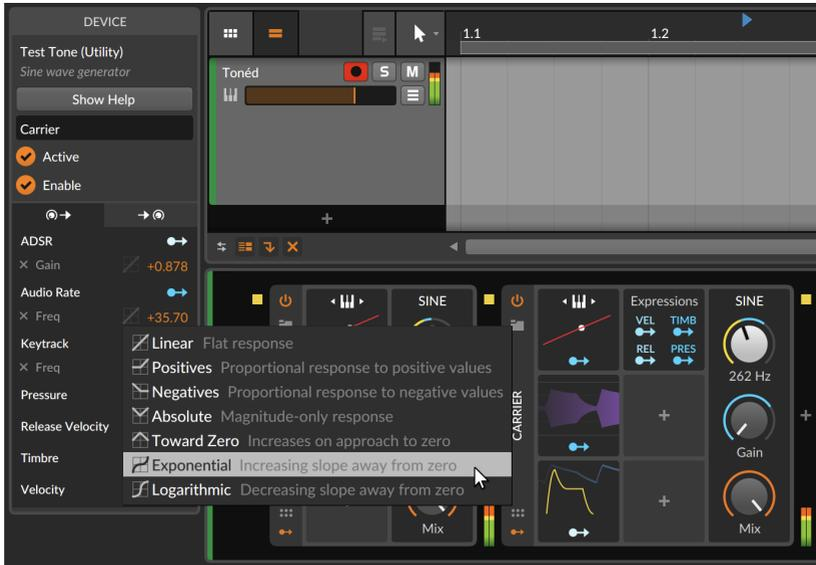 DEVICE
Test Tone (Utility)
Sine wave generator
Show Help
Carrier
Active
Enable
ADSR
Gain +0.878
Audio Rate
Freq +35.70
Keytrack
Freq
Pressure
Release Velocity
Timbre
Velocity
1.1 1.2
Tonéd
S M
SINE
Linear Flat response
Positives Proportional response to positive values
Negatives Proportional response to negative values
Absolute Magnitude-only response
Toward Zero Increases on approach to zero
Exponential Increasing slope away from zero
Logarithmic Decreasing slope away from zero
Mix
CARRIER
Expressions
VEL TIMB
REL PRES
SINE
262 Hz
Gain
Mix